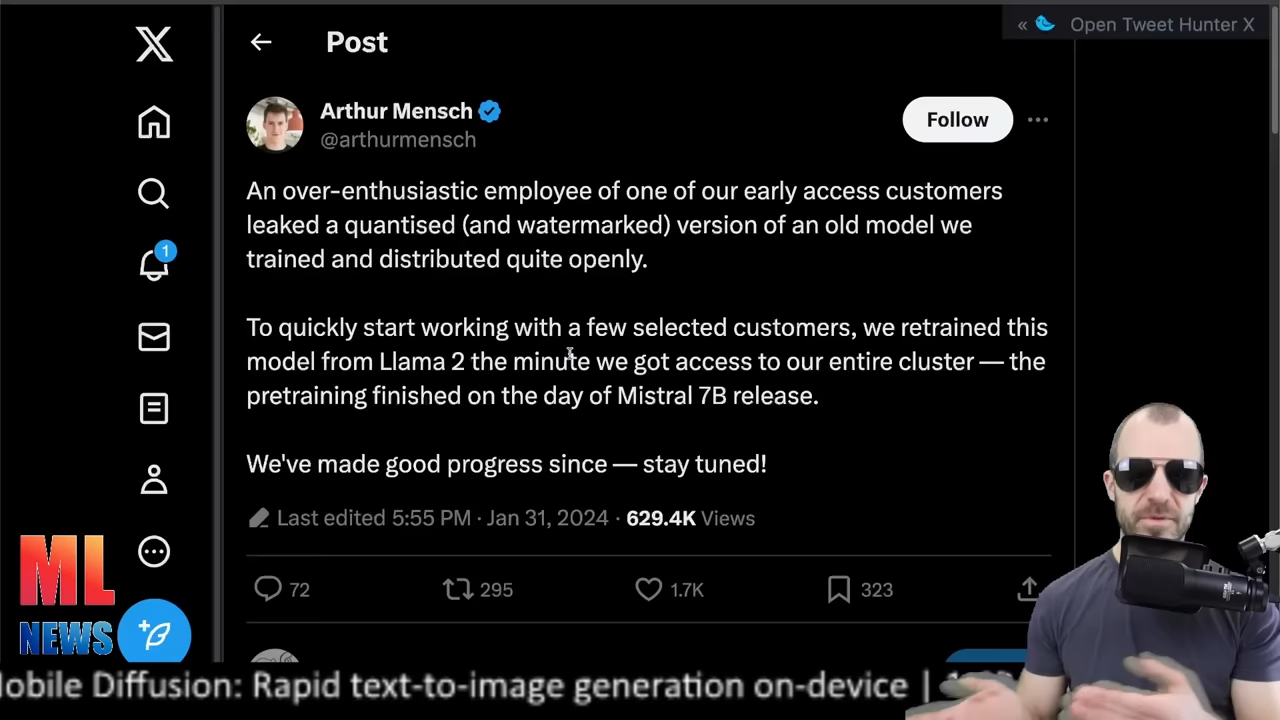 « Open Tweet Hunter X
Post
Arthur Mensch
@arthurmensch
Follow
An over-enthusiastic employee of one of our early access customers
leaked a quantised (and watermarked) version of an old model we
trained and distributed quite openly.
To quickly start working with a few selected customers, we retrained this
model from Llama 2 the minute we got access to our entire cluster — the
pretraining finished on the day of Mistral 7B release.
We've made good progress since — stay tuned!
Last edited 5:55 PM · Jan 31, 2024 · 629.4K Views
1
72
295
1.7K
323
ML
NEWS
Mobile Diffusion: Rapid text-to-image generation on-device |